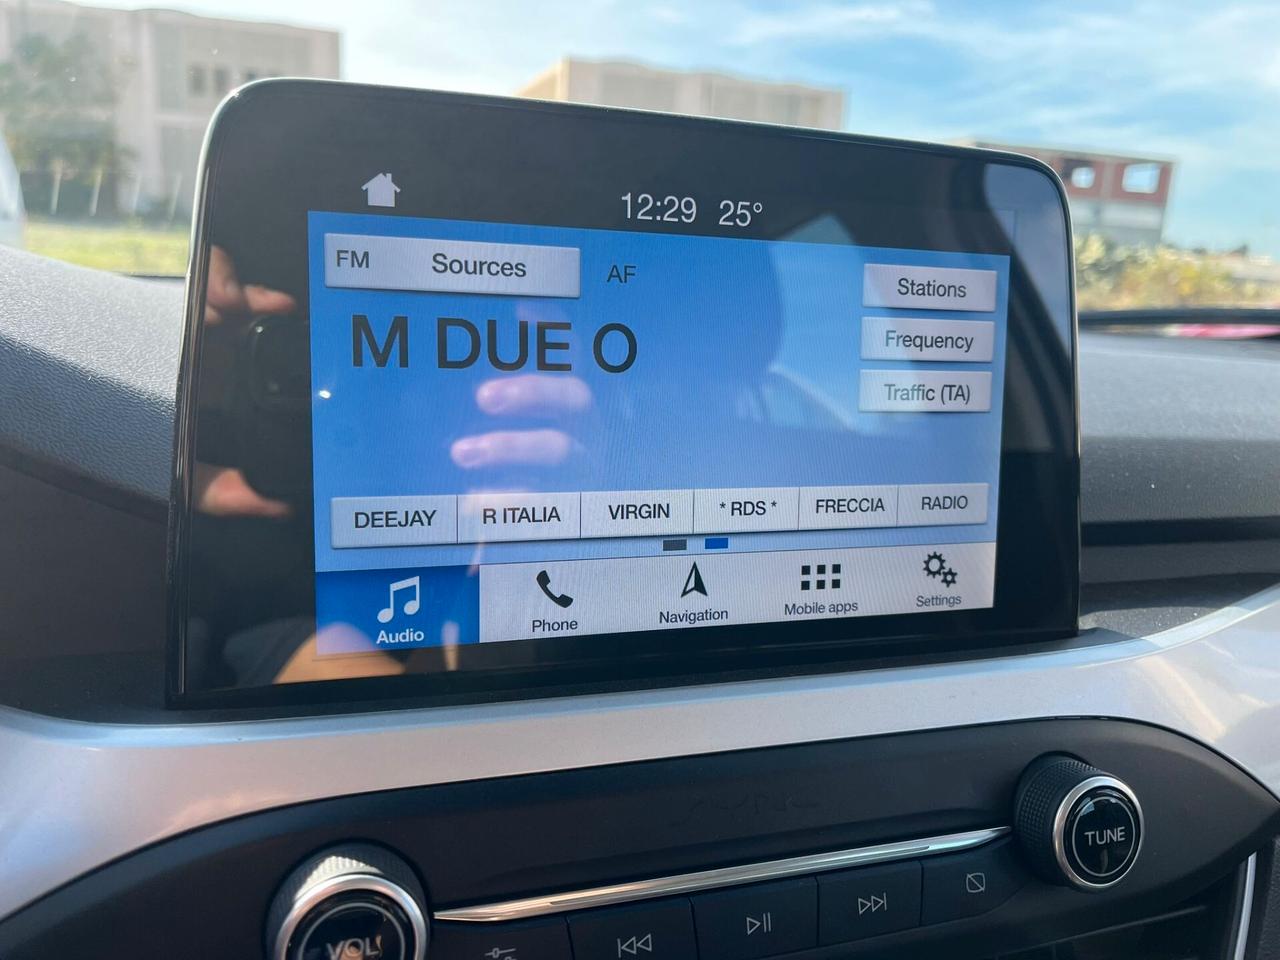 12:29 25°
FM Sources AF
Stations
M DUE O
Frequency
Traffic (TA)
DEEJAY R ITALIA VIRGIN * RDS * FRECCIA RADIO
Audio Phone Navigation Mobile apps Settings
TUNE
VOL